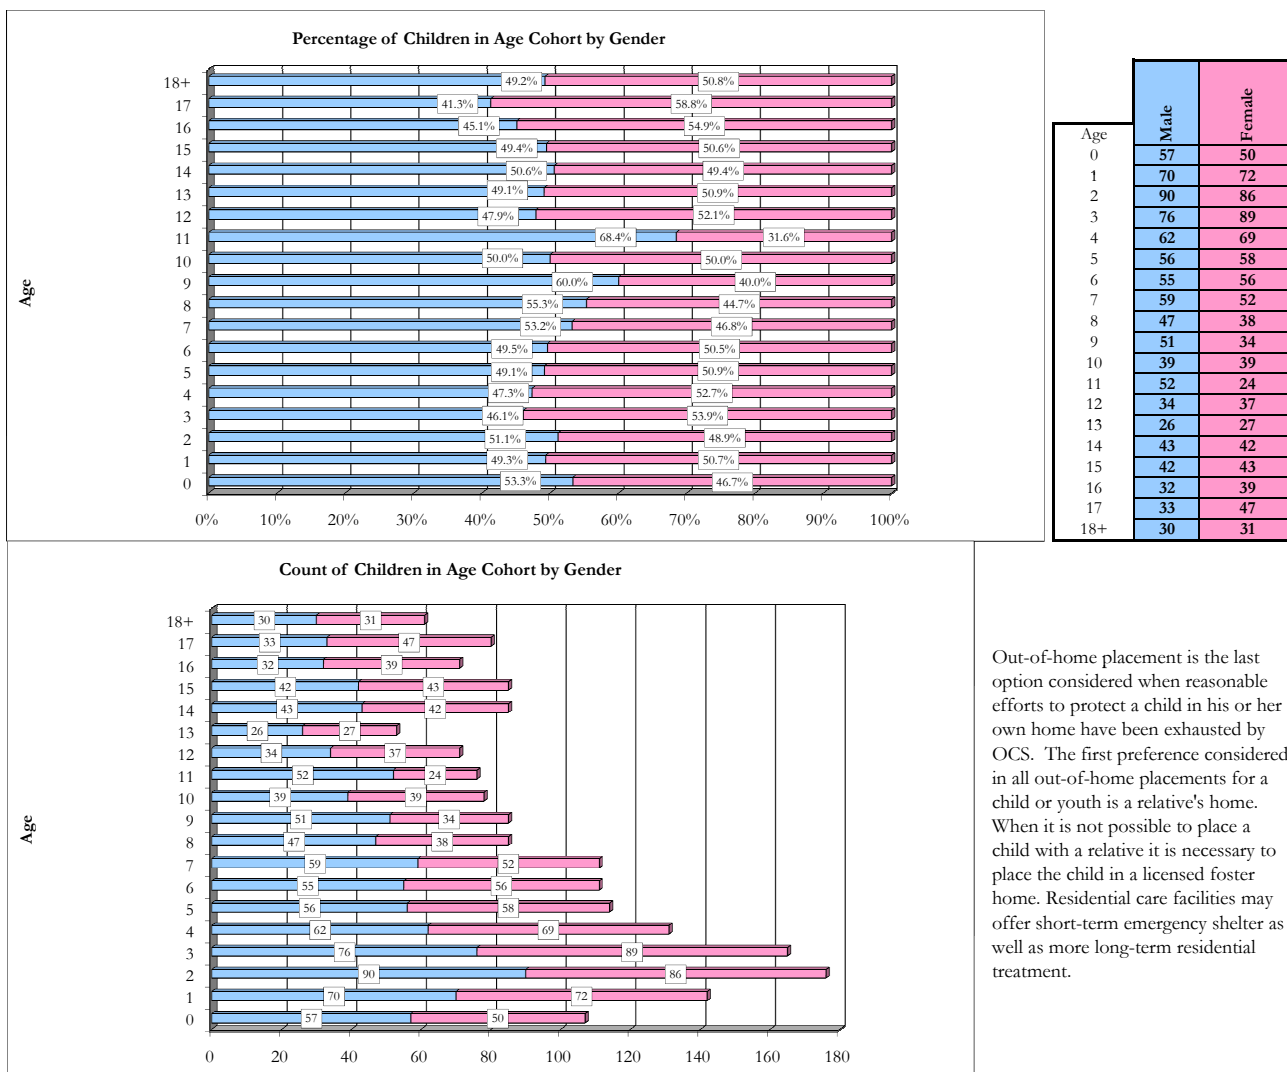 Percentage of Children in Age Cohort by Gender
Age
18+ 49.2% 50.8%
17 41.3% 58.8%
16 45.1% 54.9%
15 49.4% 50.6%
14 50.6% 49.4%
13 49.1% 50.9%
12 47.9% 52.1%
11 68.4% 31.6%
10 50.0% 50.0%
9 60.0% 40.0%
8 55.3% 44.7%
7 53.2% 46.8%
6 49.5% 50.5%
5 49.1% 50.9%
4 47.3% 52.7%
3 46.1% 53.9%
2 51.1% 48.9%
1 49.3% 50.7%
0 53.3% 46.7%
0% 10% 20% 30% 40% 50% 60% 70% 80% 90% 100%
Age Male Female
0 57 50
1 70 72
2 90 86
3 76 89
4 62 69
5 56 58
6 55 56
7 59 52
8 47 38
9 51 34
10 39 39
11 52 24
12 34 37
13 26 27
14 43 42
15 42 43
16 32 39
17 33 47
18+ 30 31
Count of Children in Age Cohort by Gender
Age
18+ 30 31
17 33 47
16 32 39
15 42 43
14 43 42
13 26 27
12 34 37
11 52 24
10 39 39
9 51 34
8 47 38
7 59 52
6 55 56
5 56 58
4 62 69
3 76 89
2 90 86
1 70 72
0 57 50
0 20 40 60 80 100 120 140 160 180
Out-of-home placement is the last
option considered when reasonable
efforts to protect a child in his or her
own home have been exhausted by
OCS. The first preference considered
in all out-of-home placements for a
child or youth is a relative's home.
When it is not possible to place a
child with a relative it is necessary to
place the child in a licensed foster
home. Residential care facilities may
offer short-term emergency shelter as
well as more long-term residential
treatment.